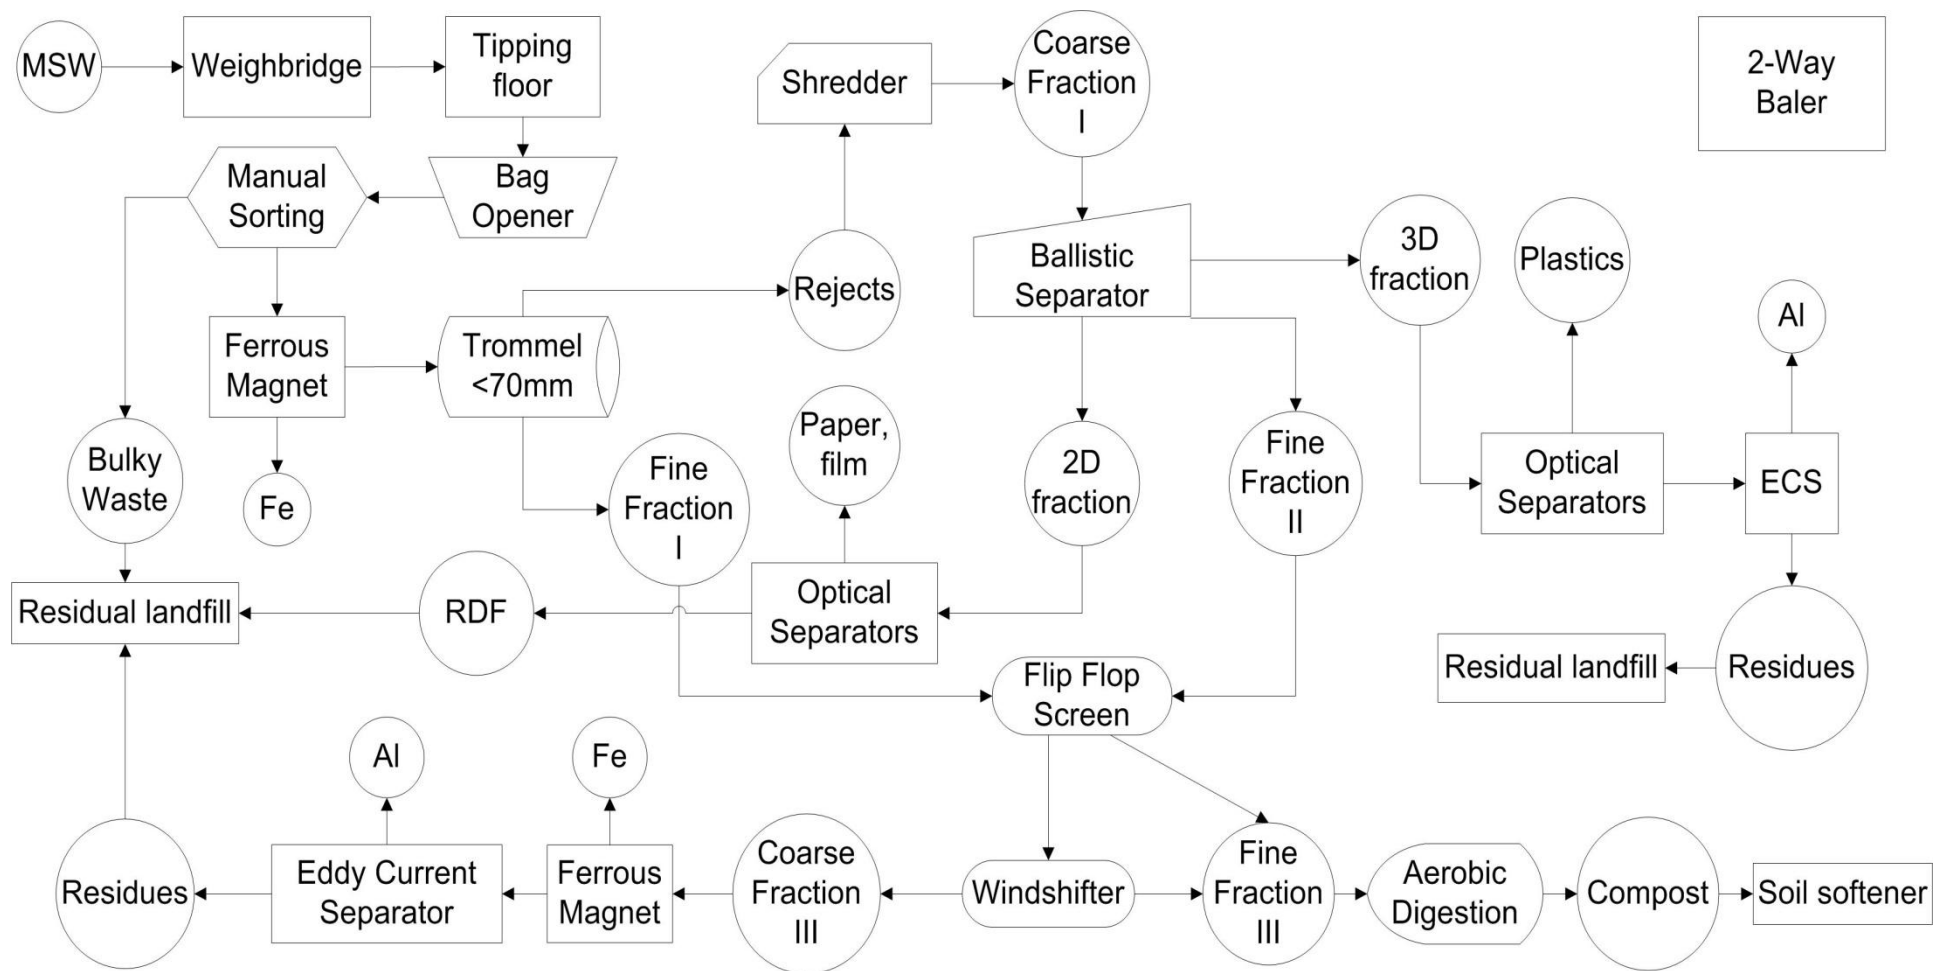 MSW
Weighbridge
Tipping
floor
Shredder
Coarse
Fraction
I
2-Way
Baler
Manual
Sorting
Bag
Opener
Rejects
Ballistic
Separator
3D
fraction
Plastics
Al
Ferrous
Magnet
Trommel
<70mm
Paper,
film
Bulky
Waste
Fe
Fine
Fraction
I
2D
fraction
Fine
Fraction
II
Optical
Separators
ECS
Residual landfill
RDF
Optical
Separators
Flip Flop
Screen
Residual landfill
Residues
Al
Fe
Residues
Eddy Current
Separator
Ferrous
Magnet
Coarse
Fraction
III
Windshifter
Fine
Fraction
III
Aerobic
Digestion
Compost
Soil softener